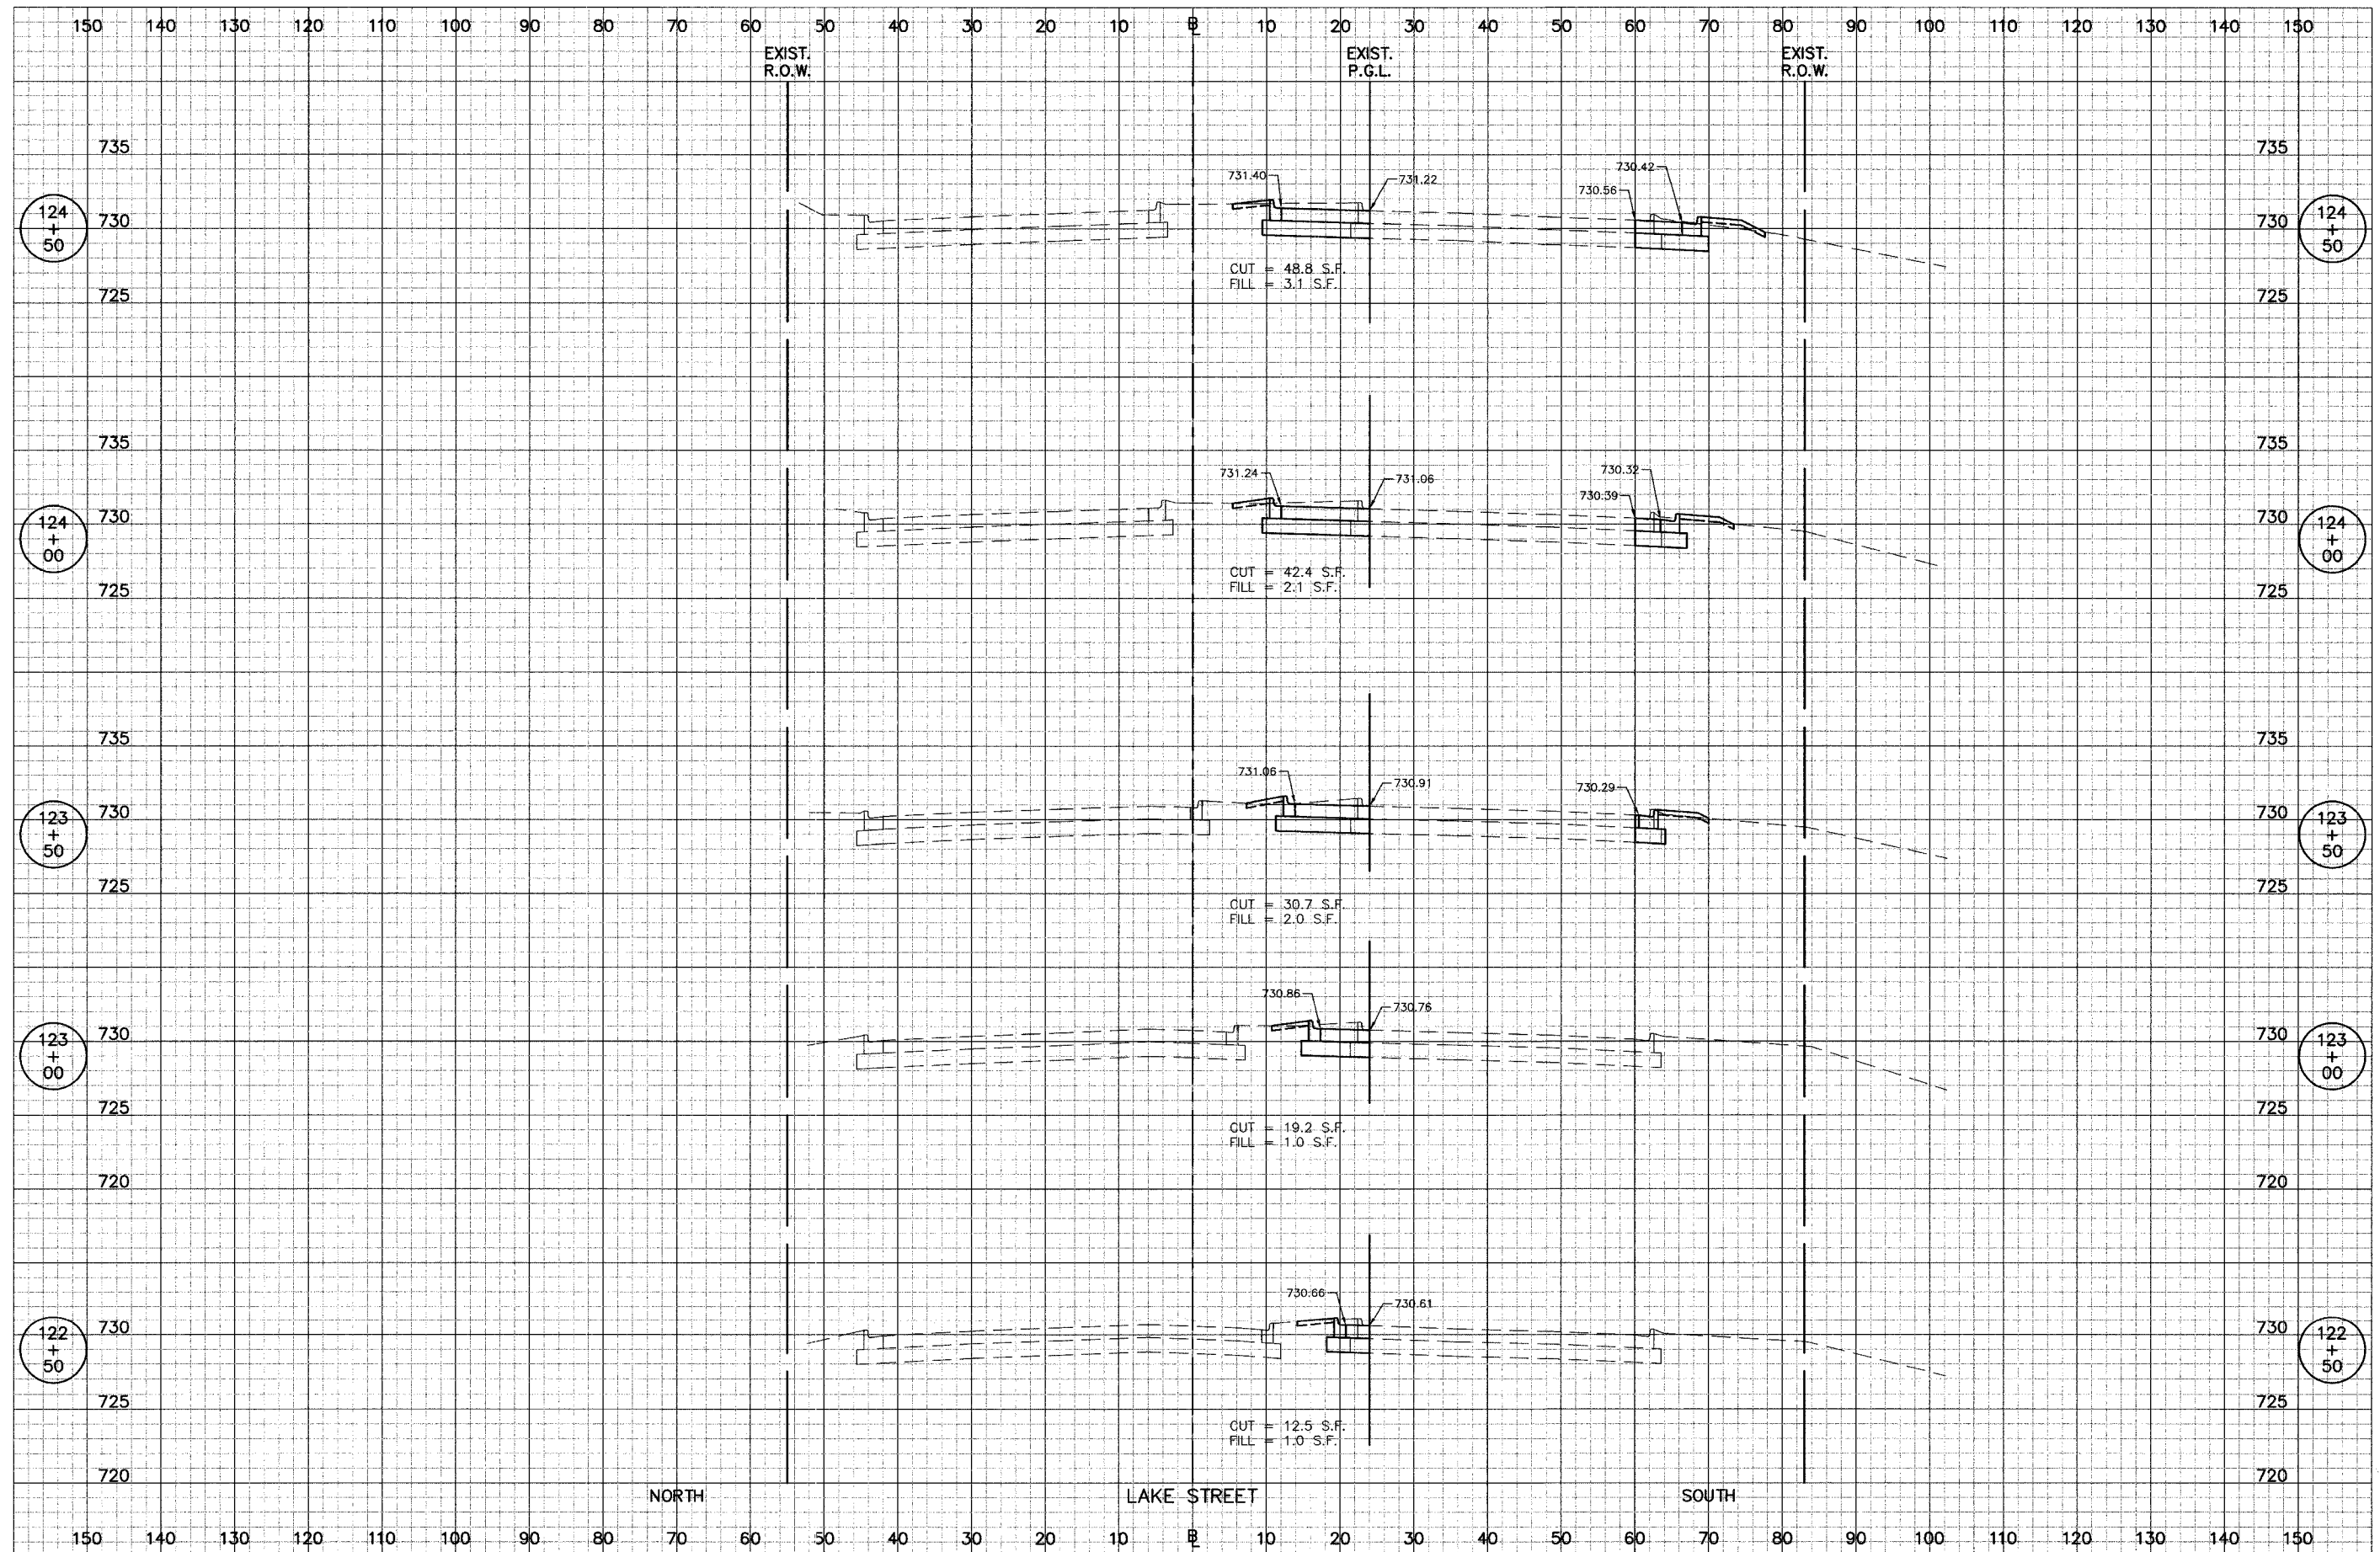 150 140 130 120 110 100 90 80 70 60 50 40 30 20 10 B 10 20 30 40 50 60 70 80 90 100 110 120 130 140 150
EXIST. EXIST. EXIST.
R.O.W. P.G.L. R.O.W.
735 735
730.42
731.40 731.22
730.56
124 + 50 730 730 124 + 50
CUT = 48.8 S.F.
FILL = 3.1 S.F.
725 725
735 735
731.24 731.06 730.32
730.39
124 + 00 730 730 124 + 00
CUT = 42.4 S.F.
FILL = 2.1 S.F.
725 725
735 735
731.06 730.91 730.29
123 + 50 730 730 123 + 50
725 725
CUT = 30.7 S.F.
FILL = 2.0 S.F.
730.86 730.76
123 + 00 730 730 123 + 00
725 725
CUT = 19.2 S.F.
FILL = 1.0 S.F.
720 720
730.66 730.61
122 + 50 730 730 122 + 50
725 725
CUT = 12.5 S.F.
FILL = 1.0 S.F.
720 720
NORTH LAKE STREET SOUTH
150 140 130 120 110 100 90 80 70 60 50 40 30 20 10 B 10 20 30 40 50 60 70 80 90 100 110 120 130 140 150